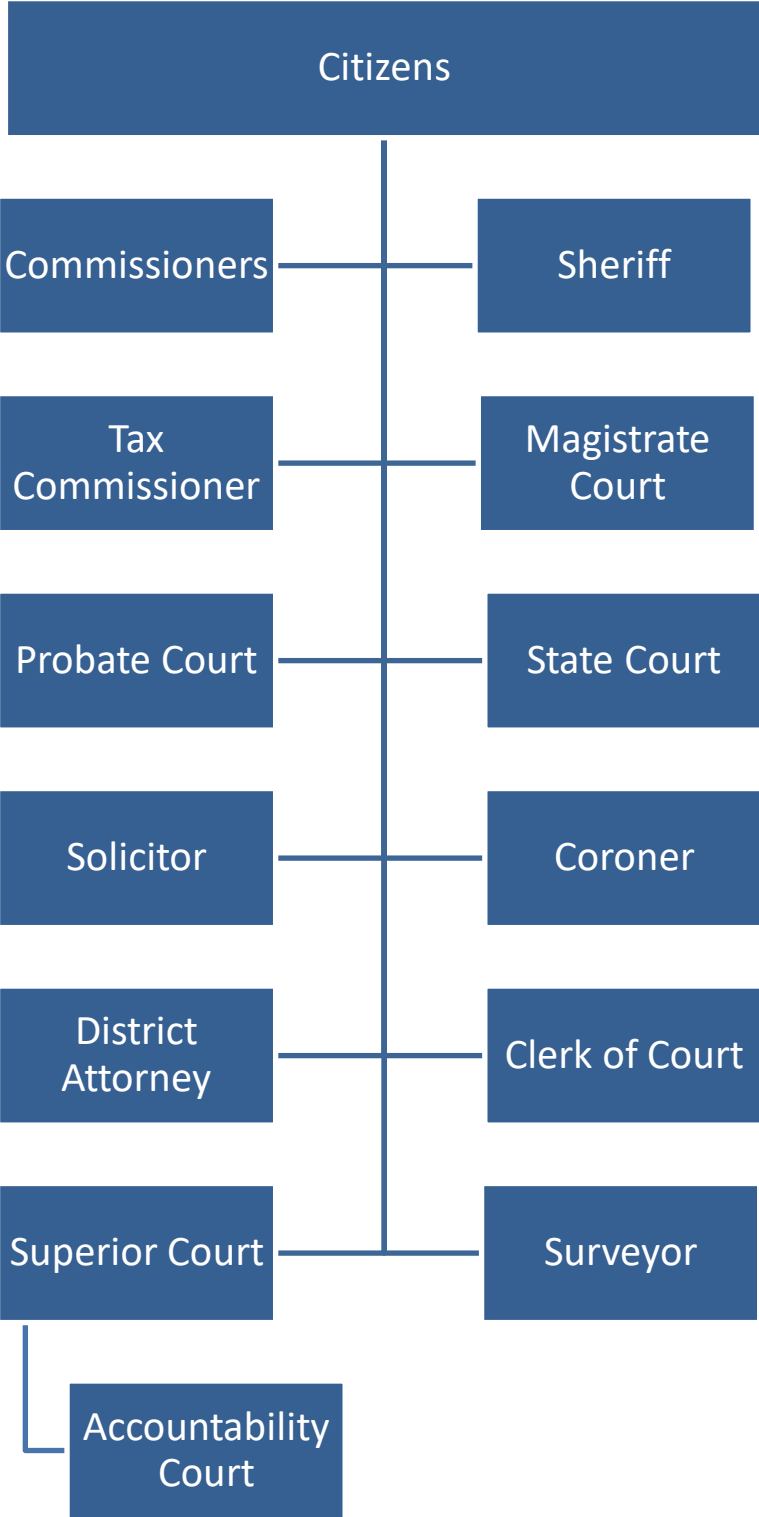 Citizens
Commissioners
Sheriff
Tax
Commissioner
Magistrate
Court
Probate Court
State Court
Solicitor
Coroner
District
Attorney
Clerk of Court
Superior Court
Surveyor
Accountability
Court